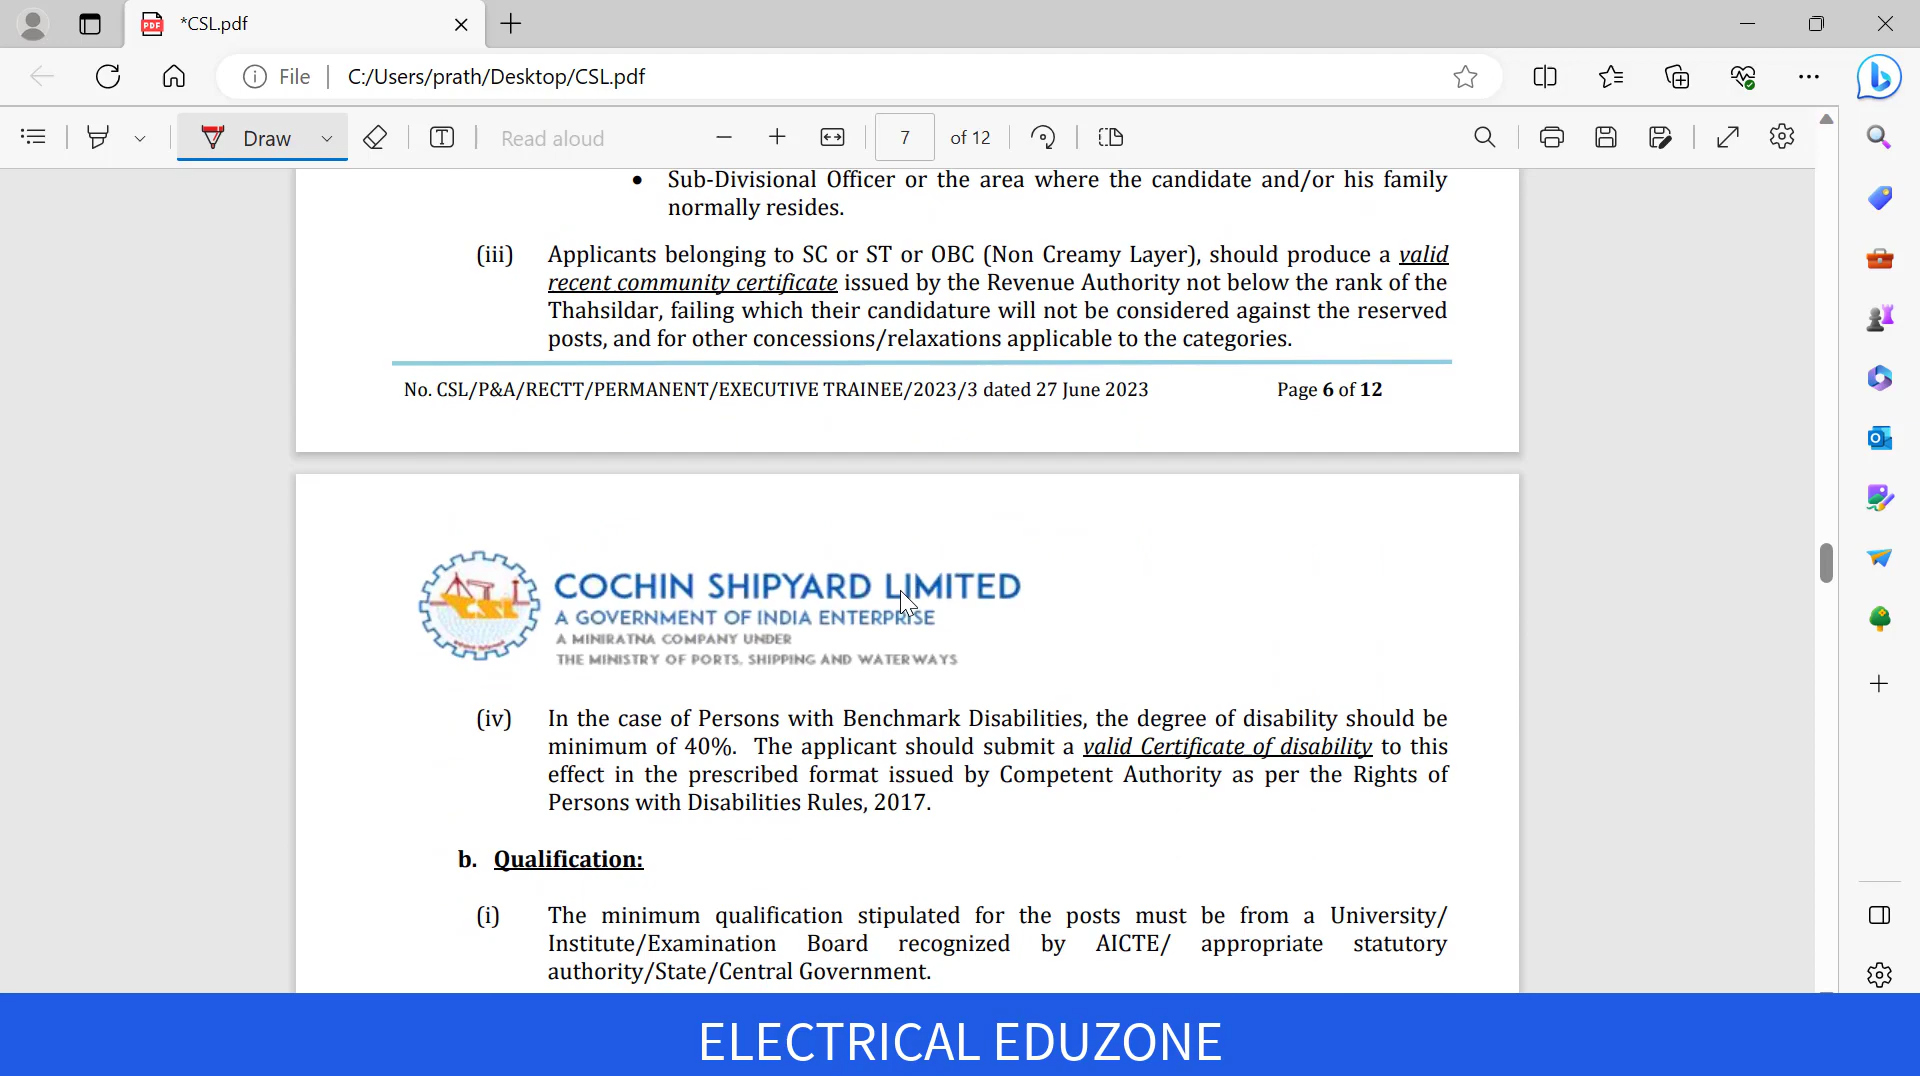 *CSL.pdf
File
C:/Users/prath/Desktop/CSL.pdf
Draw
Read aloud
7 of 12
• Sub-Divisional Officer or the area where the candidate and/or his family
normally resides.
(iii) Applicants belonging to SC or ST or OBC (Non Creamy Layer), should produce a valid
recent community certificate issued by the Revenue Authority not below the rank of the
Thahsildar, failing which their candidature will not be considered against the reserved
posts, and for other concessions/relaxations applicable to the categories.
No. CSL/P&A/RECTT/PERMANENT/EXECUTIVE TRAINEE/2023/3 dated 27 June 2023 Page 6 of 12
CSL
COCHIN SHIPYARD LIMITED
A GOVERNMENT OF INDIA ENTERPRISE
A MINIRATNA COMPANY UNDER
THE MINISTRY OF PORTS, SHIPPING AND WATERWAYS
(iv) In the case of Persons with Benchmark Disabilities, the degree of disability should be
minimum of 40%. The applicant should submit a valid Certificate of disability to this
effect in the prescribed format issued by Competent Authority as per the Rights of
Persons with Disabilities Rules, 2017.
b. Qualification:
(i) The minimum qualification stipulated for the posts must be from a University/
Institute/Examination Board recognized by AICTE/ appropriate statutory
authority/State/Central Government.
ELECTRICAL EDUZONE